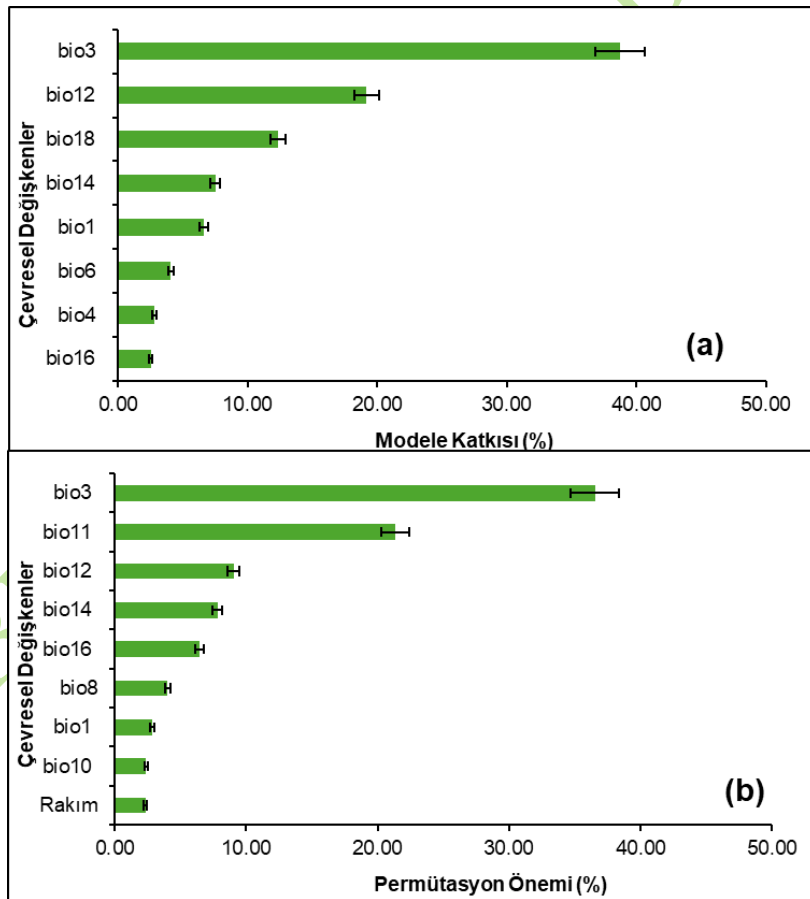 Çevresel Değişkenler
bio3
bio12
bio18
bio14
bio1
bio6
bio4
bio16
(a)
0.00 10.00 20.00 30.00 40.00 50.00
Modele Katkısı (%)
Çevresel Değişkenler
bio3
bio11
bio12
bio14
bio16
bio8
bio1
bio10
Rakım
(b)
0.00 10.00 20.00 30.00 40.00 50.00
Permütasyon Önemi (%)